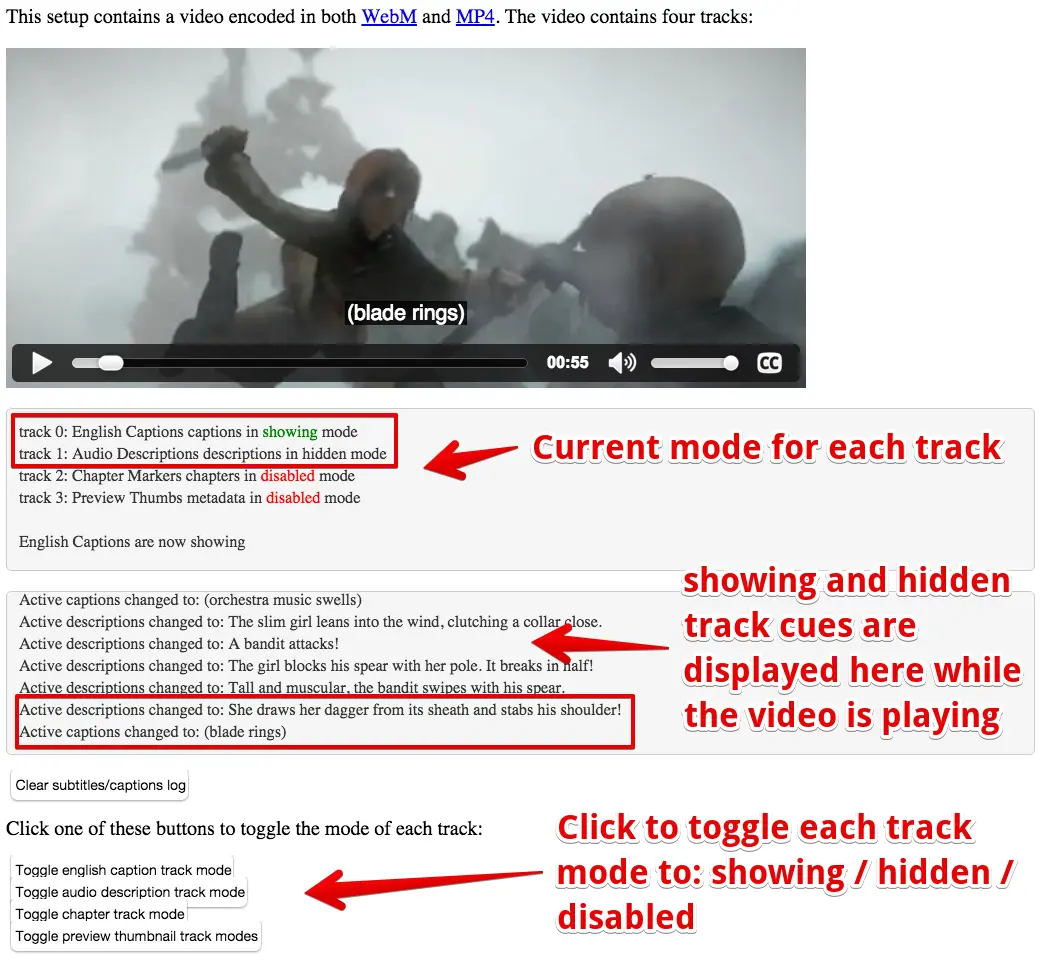 This setup contains a video encoded in both WebM and MP4. The video contains four tracks:
(blade rings)
00:55
CC
track 0: English Captions captions in showing mode
track 1: Audio Descriptions descriptions in hidden mode
track 2: Chapter Markers chapters in disabled mode
track 3: Preview Thumbs metadata in disabled mode
English Captions are now showing
Current mode for each track
Active captions changed to: (orchestra music swells)
Active descriptions changed to: The slim girl leans into the wind, clutching a collar close.
Active descriptions changed to: A bandit attacks!
Active descriptions changed to: The girl blocks his spear with her pole. It breaks in half!
Active descriptions changed to: Tall and muscular, the bandit swipes with his spear.
Active descriptions changed to: She draws her dagger from its sheath and stabs his shoulder!
Active captions changed to: (blade rings)
showing and hidden
track cues are
displayed here while
the video is playing
Clear subtitles/captions log
Click one of these buttons to toggle the mode of each track:
Toggle english caption track mode
Toggle audio description track mode
Toggle chapter track mode
Toggle preview thumbnail track modes
Click to toggle each track
mode to: showing / hidden /
disabled